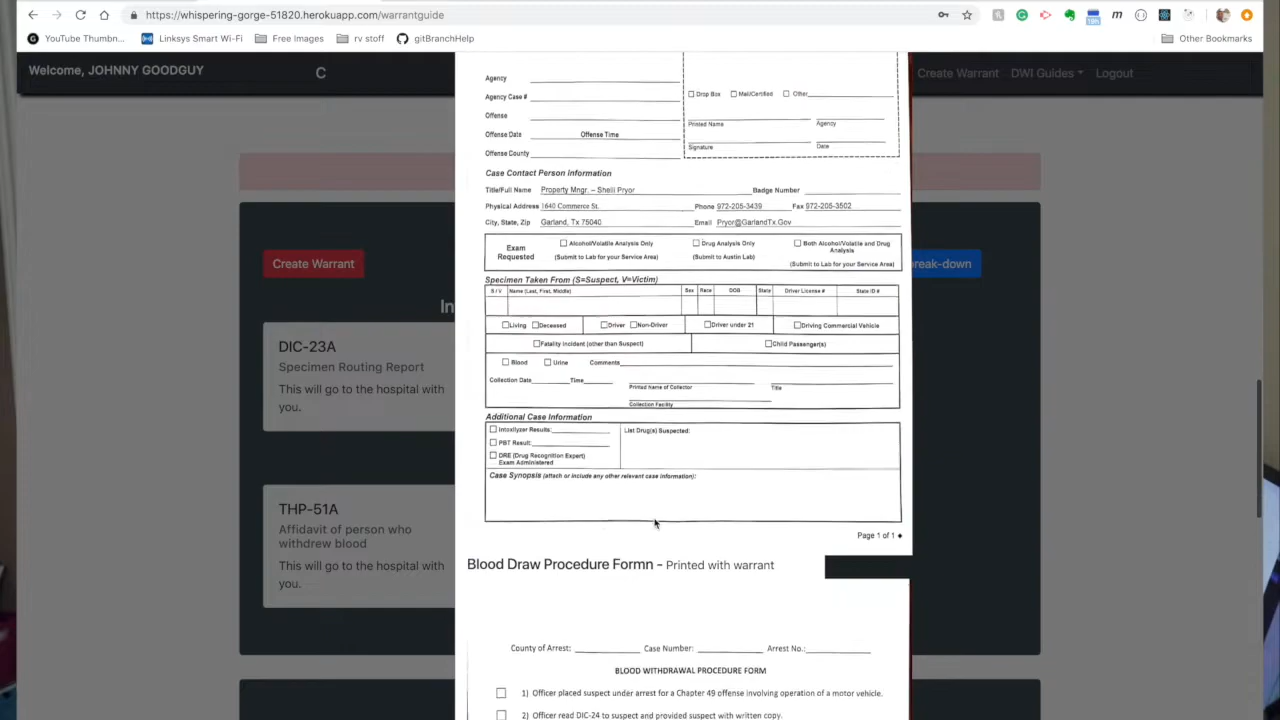 https://whispering-gorge-51820.herokuapp.com/warrantguide
YouTube Thumbn... Linksys Smart Wi-Fi Free Images rv stuff gitBranchHelp Other Bookmarks
Welcome, JOHNNY GOODGUY C Create Warrant DWI Guides Logout
Agency
Agency Case #
Drop Box Mail/Certified Other
Offense
Printed Name Agency
Offense Date Offense Time
Signature Date
Offense County
Case Contact Person Information
Title/Full Name Property Mngr. – Shelli Pryor Badge Number
Physical Address 1640 Commerce St. Phone 972-205-3439 Fax 972-205-3502
City, State, Zip Garland, Tx 75040 Email Pryor@GarlandTx.Gov
Exam Requested
Alcohol/Volatile Analysis Only
(Submit to Lab for your Service Area)
Drug Analysis Only
(Submit to Austin Lab)
Both Alcohol/Volatile and Drug
Analysis
(Submit to Lab for your Service Area)
Create Warrant
reak-down
Specimen Taken From (S=Suspect, V=Victim)
S / V Name (Last, First, Middle) Sex Race DOB State Driver License # State ID #
In
Living Deceased Driver Non-Driver Driver under 21 Driving Commercial Vehicle
Fatality Incident (other than Suspect) Child Passenger(s)
DIC-23A
Specimen Routing Report
This will go to the hospital with
you.
Blood Urine Comments
Collection Date Time
Printed Name of Collector Title
Collection Facility
Additional Case Information
Intoxilyzer Results:
PBT Result:
DRE (Drug Recognition Expert)
Exam Administered
List Drug(s) Suspected:
Case Synopsis (attach or include any other relevant case information):
THP-51A
Affidavit of person who
withdrew blood
This will go to the hospital with
you.
Page 1 of 1
Blood Draw Procedure Formn - Printed with warrant
County of Arrest: Case Number: Arrest No.:
BLOOD WITHDRAWAL PROCEDURE FORM
1) Officer placed suspect under arrest for a Chapter 49 offense involving operation of a motor vehicle.
2) Officer read DIC-24 to suspect and provided suspect with written copy.